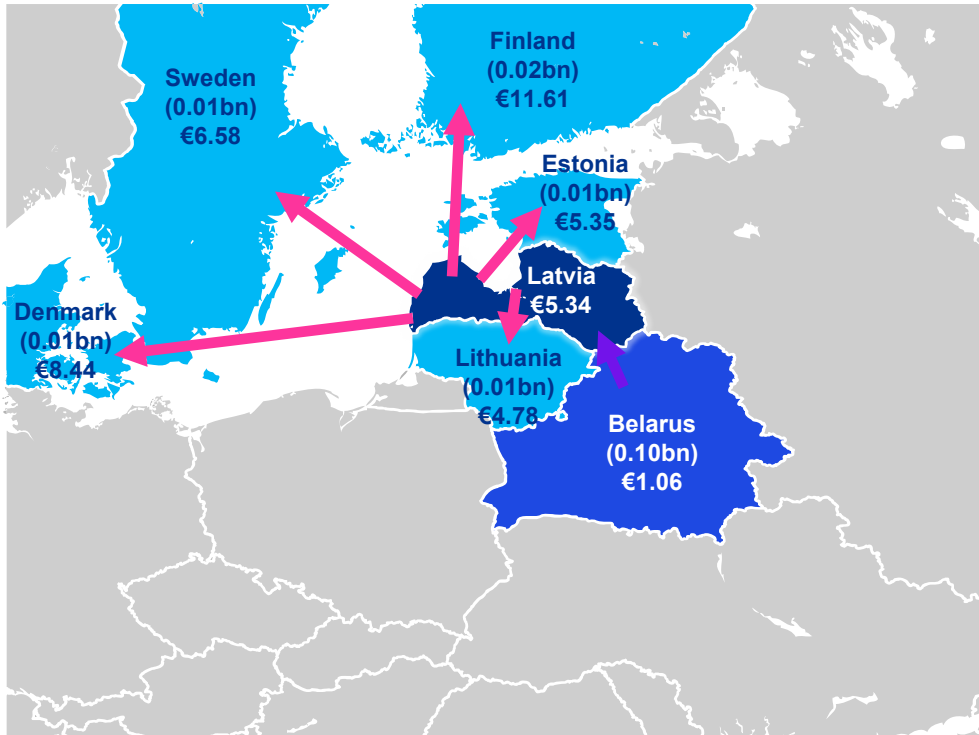 Finland
(0.02bn)
€11.61
Sweden
(0.01bn)
€6.58
Estonia
(0.01bn)
€5.35
Latvia
€5.34
Denmark
(0.01bn)
€8.44
Lithuania
(0.01bn)
€4.78
Belarus
(0.10bn)
€1.06